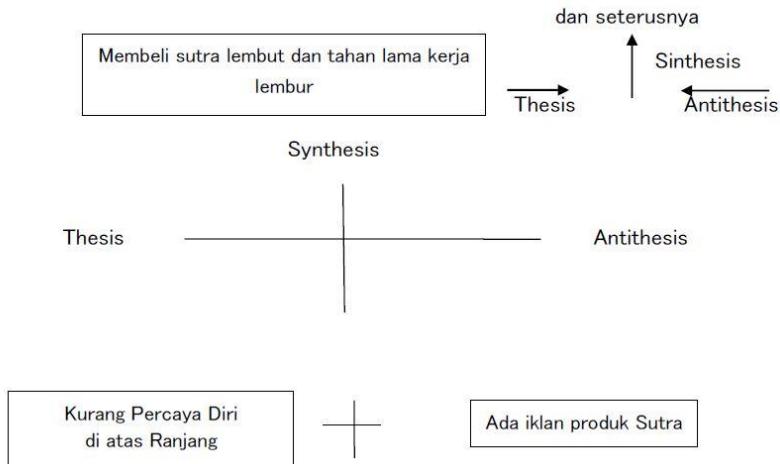 dan seterusnya
Membeli sutra lembut dan tahan lama kerja
lembur
Sinthesis
Thesis
Antithesis
Synthesis
Thesis
Antithesis
Kurang Percaya Diri
di atas Ranjang
Ada iklan produk Sutra